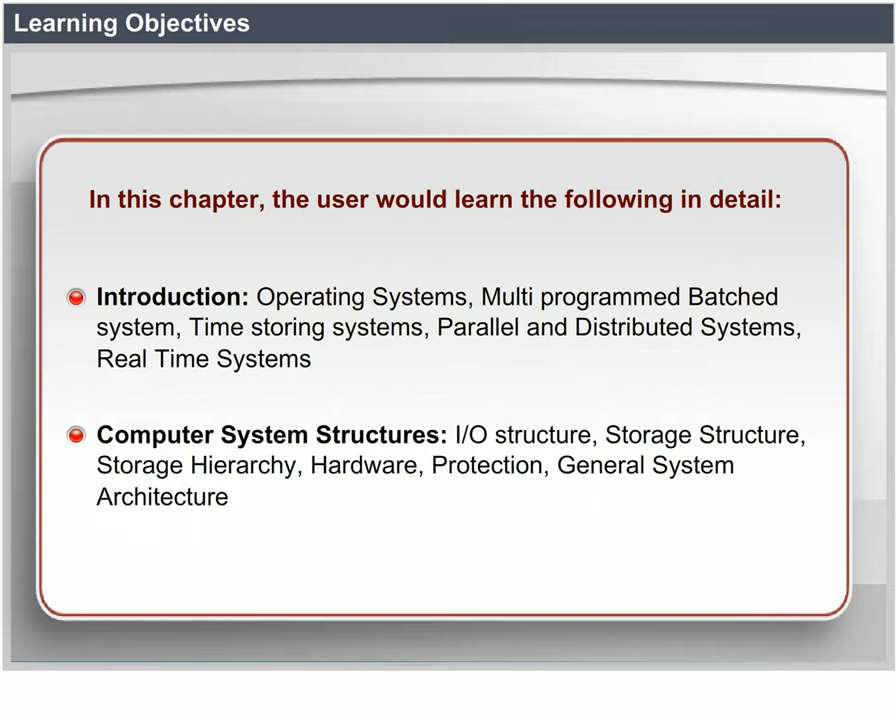 Learning Objectives
In this chapter, the user would learn the following in detail:
Introduction: Operating Systems, Multi programmed Batched
system, Time storing systems, Parallel and Distributed Systems,
Real Time Systems
Computer System Structures: I/O structure, Storage Structure,
Storage Hierarchy, Hardware, Protection, General System
Architecture